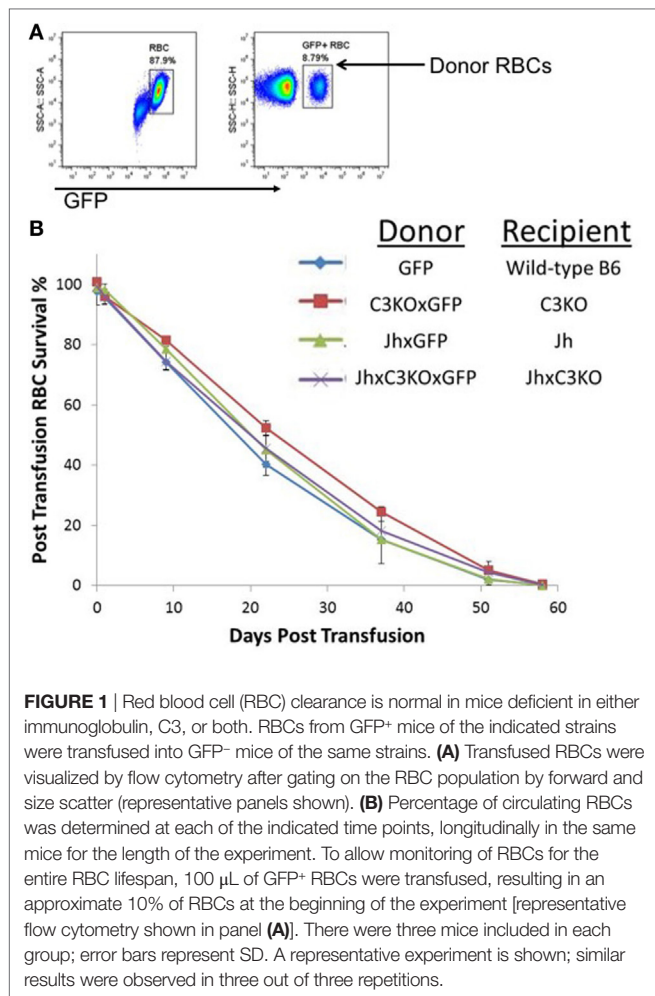 A
RBC
87.9%
GFP+ RBC
8.79%
Donor RBCs
SSC-A:: SSC-A
SSC-H:: SSC-H
GFP
B
Donor Recipient
GFP Wild-type B6
C3KOxGFP C3KO
JhxGFP Jh
JhxC3KOxGFP JhxC3KO
Post Transfusion RBC Survival %
100
80
60
40
20
0
0 10 20 30 40 50 60
Days Post Transfusion
FIGURE 1 | Red blood cell (RBC) clearance is normal in mice deficient in either
immunoglobulin, C3, or both. RBCs from GFP⁺ mice of the indicated strains
were transfused into GFP⁻ mice of the same strains. (A) Transfused RBCs were
visualized by flow cytometry after gating on the RBC population by forward and
size scatter (representative panels shown). (B) Percentage of circulating RBCs
was determined at each of the indicated time points, longitudinally in the same
mice for the length of the experiment. To allow monitoring of RBCs for the
entire RBC lifespan, 100 μL of GFP⁺ RBCs were transfused, resulting in an
approximate 10% of RBCs at the beginning of the experiment [representative
flow cytometry shown in panel (A)]. There were three mice included in each
group; error bars represent SD. A representative experiment is shown; similar
results were observed in three out of three repetitions.